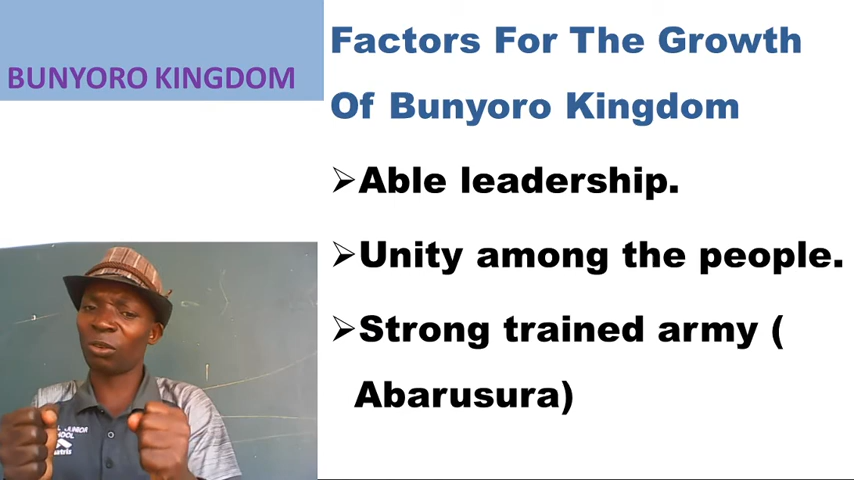 BUNYORO KINGDOM
Factors For The Growth
Of Bunyoro Kingdom
➢Able leadership.
➢Unity among the people.
➢Strong trained army (
Abarusura)